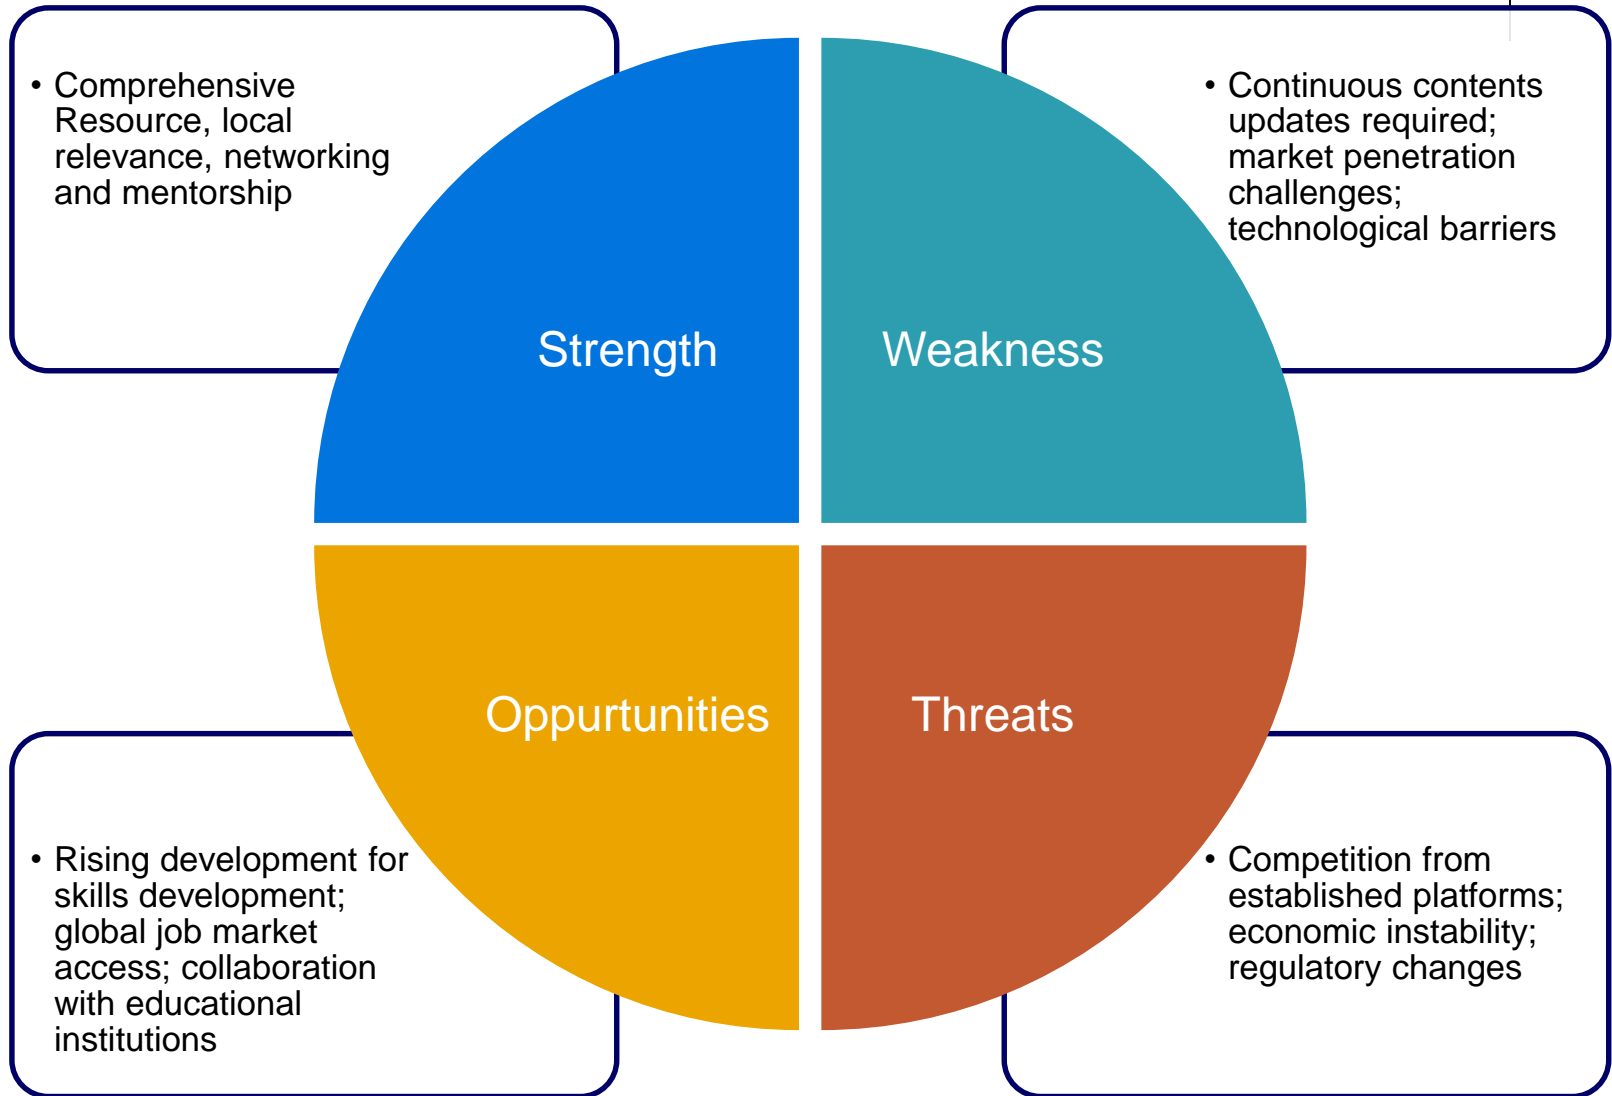 • Comprehensive
Resource, local
relevance, networking
and mentorship
• Continuous contents
updates required;
market penetration
challenges;
technological barriers
Strength
Weakness
Oppurtunities
Threats
• Rising development for
skills development;
global job market
access; collaboration
with educational
institutions
• Competition from
established platforms;
economic instability;
regulatory changes